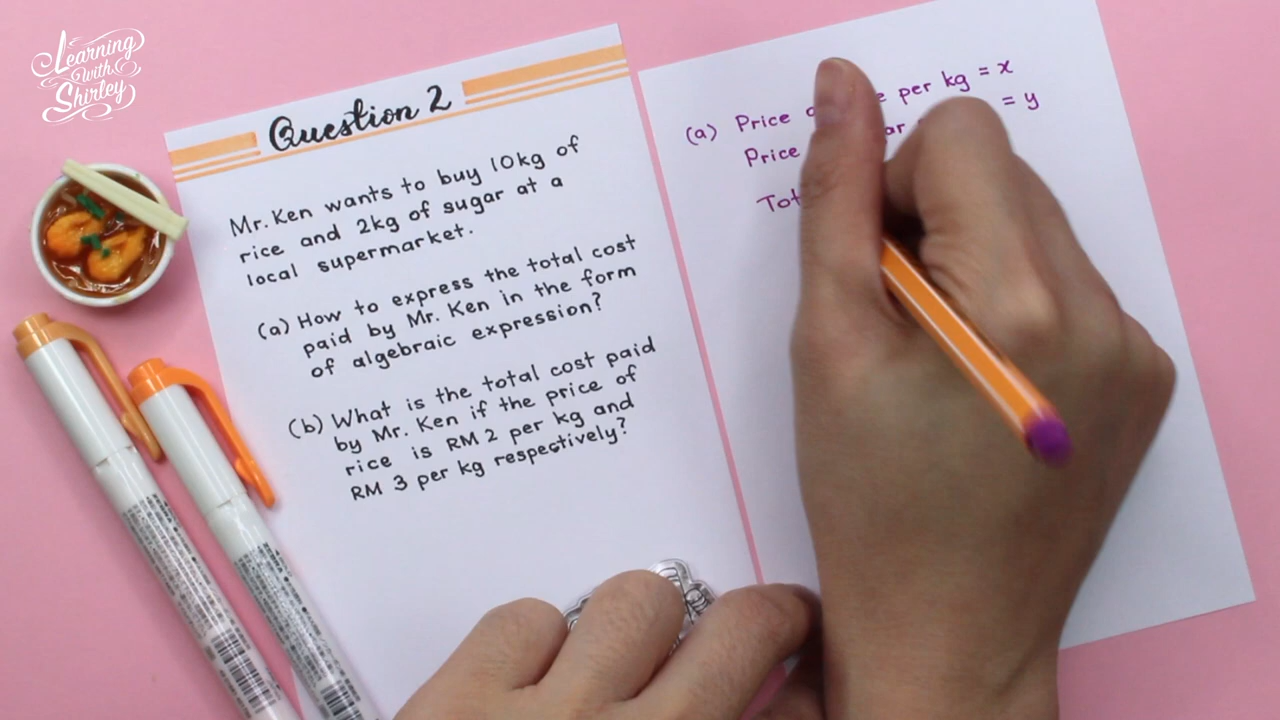 Learning
With
Shirley
Question 2
Mr. Ken wants to buy 10kg of
rice and 2kg of sugar at a
local supermarket.
(a) How to express the total cost
paid by Mr. Ken in the form
of algebraic expression?
(b) What is the total cost paid
by Mr. Ken if the price of
rice is RM 2 per kg and
RM 3 per kg respectively?
(a) Price per kg = x
Price = y